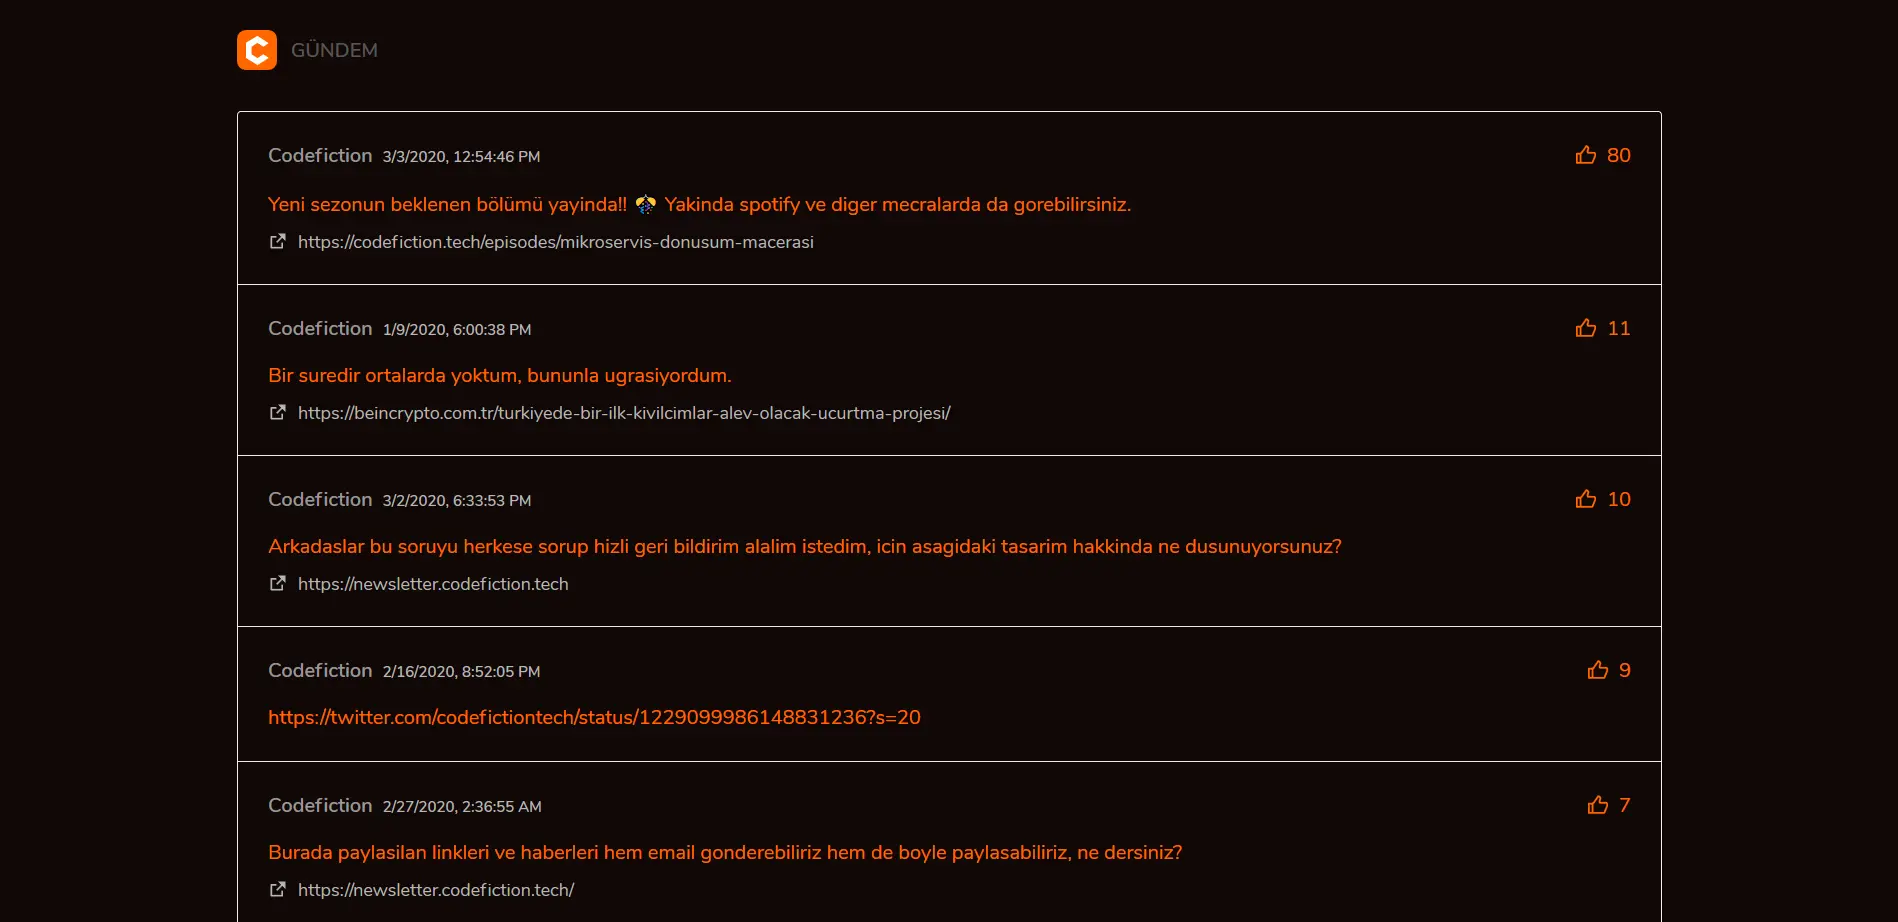 GÜNDEM
Codefiction 3/3/2020, 12:54:46 PM 80
Yeni sezonun beklenen bölümü yayinda!! 🎊 Yakinda spotify ve diger mecralarda da gorebilirsiniz.
https://codefiction.tech/episodes/mikroservis-donusum-macerasi
Codefiction 1/9/2020, 6:00:38 PM 11
Bir suredir ortalarda yoktum, bununla ugrasiyordum.
https://beincrypto.com.tr/turkiyede-bir-ilk-kivilcimlar-alev-olacak-ucurtma-projesi/
Codefiction 3/2/2020, 6:33:53 PM 10
Arkadaslar bu soruyu herkese sorup hizli geri bildirim alalim istedim, icin asagidaki tasarim hakkinda ne dusunuyorsunuz?
https://newsletter.codefiction.tech
Codefiction 2/16/2020, 8:52:05 PM 9
https://twitter.com/codefictiontech/status/1229099986148831236?s=20
Codefiction 2/27/2020, 2:36:55 AM 7
Burada paylasilan linkleri ve haberleri hem email gonderebiliriz hem de boyle paylasabiliriz, ne dersiniz?
https://newsletter.codefiction.tech/